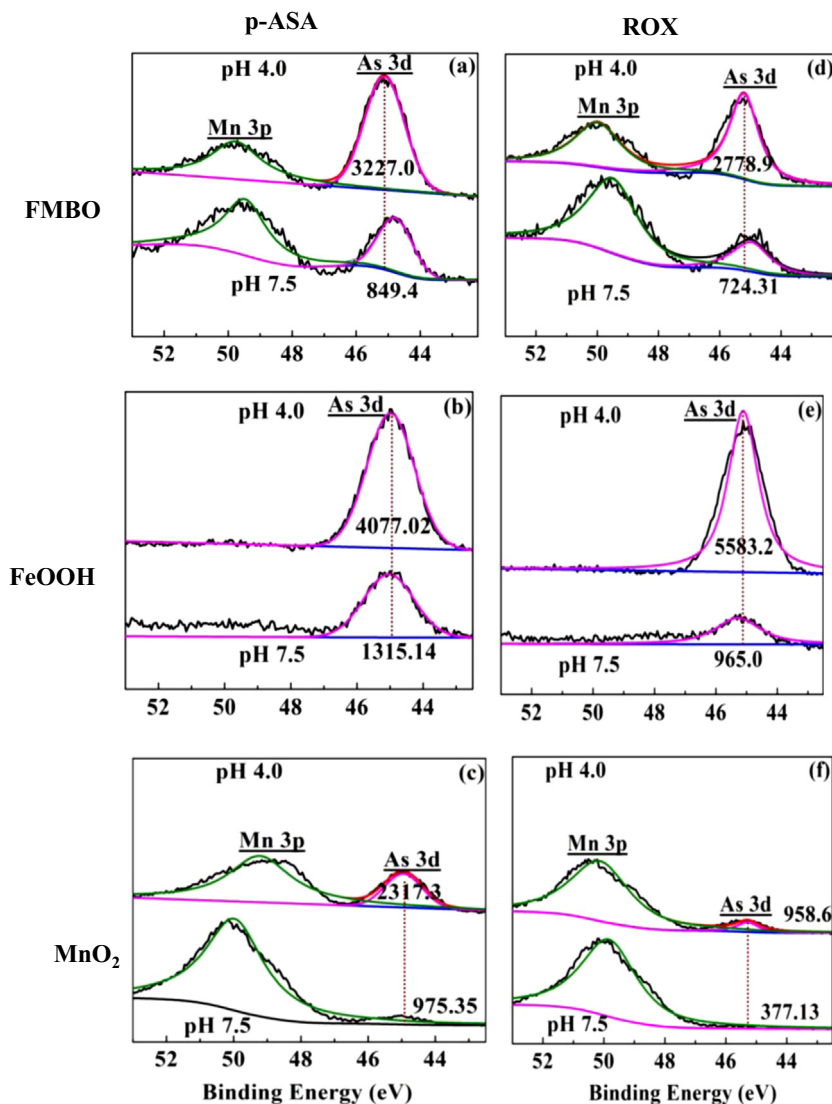 p-ASA ROX
(a)
pH 4.0
As 3d
Mn 3p
3227.0
FMBO
pH 7.5
849.4
52 50 48 46 44
(d)
pH 4.0
As 3d
Mn 3p
2778.9
pH 7.5
724.31
52 50 48 46 44
(b)
pH 4.0
As 3d
4077.02
FeOOH
pH 7.5
1315.14
52 50 48 46 44
(e)
pH 4.0
As 3d
5583.2
pH 7.5
965.0
52 50 48 46 44
(c)
pH 4.0
Mn 3p
As 3d
2317.3
MnO₂
975.35
pH 7.5
52 50 48 46 44
Binding Energy (eV)
(f)
pH 4.0
Mn 3p
As 3d
958.6
377.13
pH 7.5
52 50 48 46 44
Binding Energy (eV)